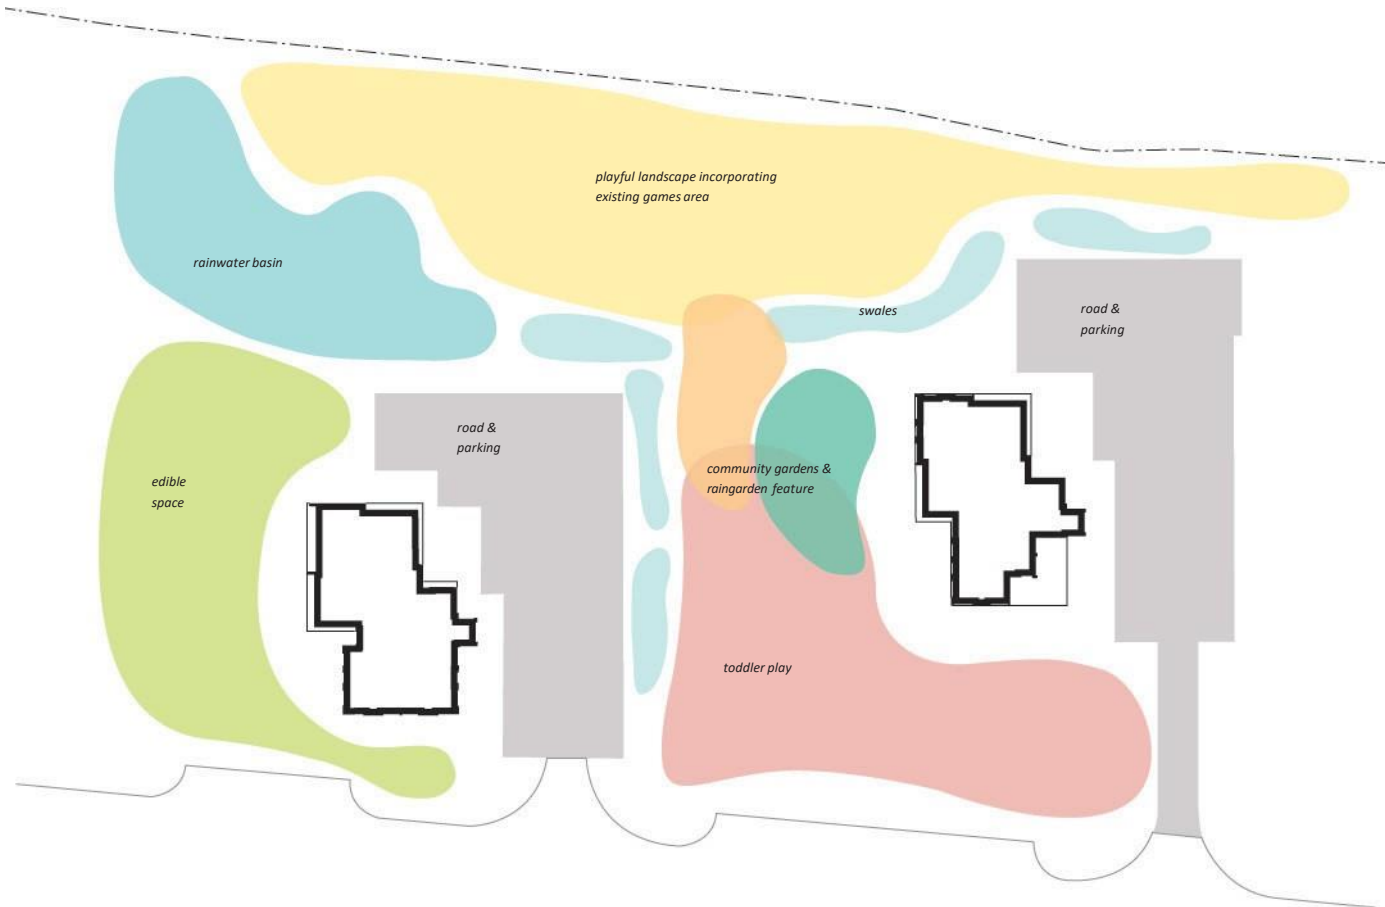 playful landscape incorporating
existing games area
rainwater basin
swales
road &
parking
road &
parking
community gardens &
raingarden feature
edible
space
toddler play